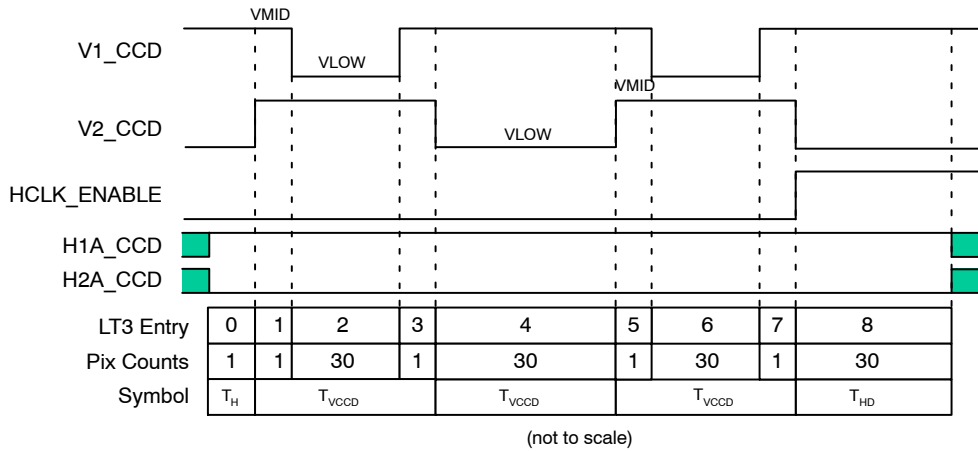 VMID
V1_CCD
VLOW
VMID
V2_CCD
VLOW
HCLK_ENABLE
H1A_CCD
H2A_CCD
LT3 Entry 0 1 2 3 4 5 6 7 8
Pix Counts 1 1 30 1 30 1 30 1 30
Symbol TH TVCCD TVCCD TVCCD THD
(not to scale)